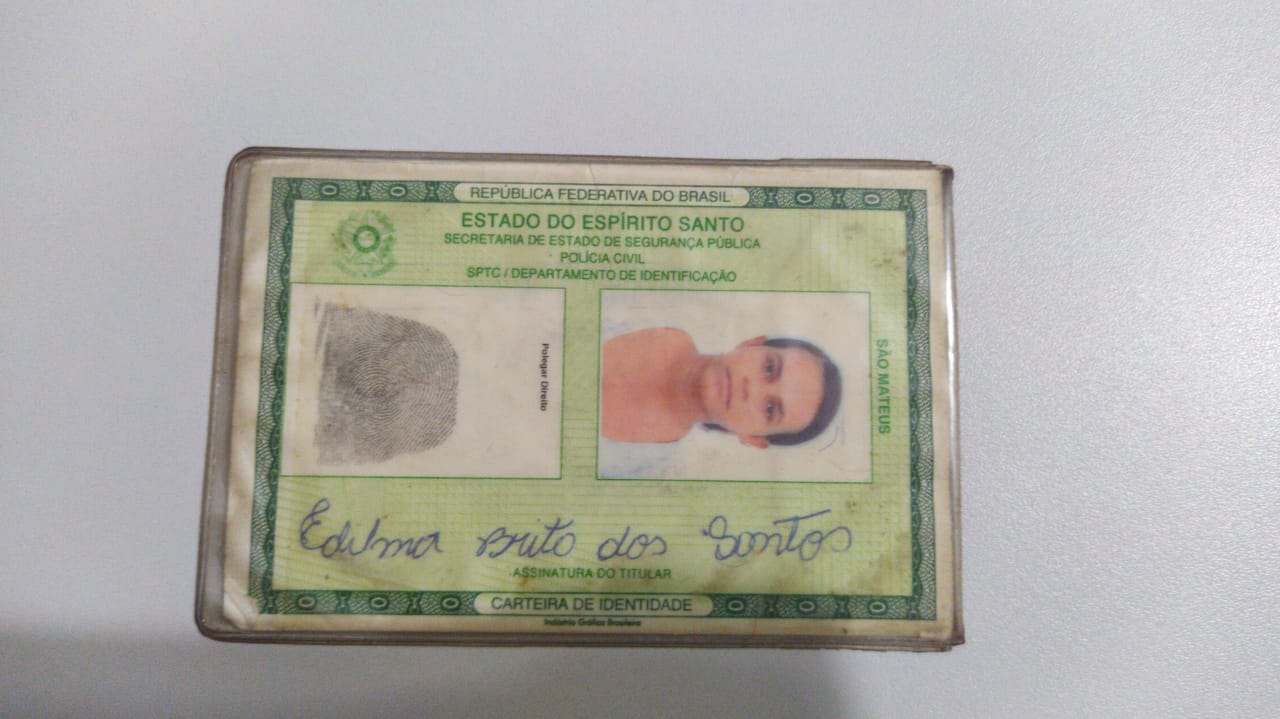 REPÚBLICA FEDERATIVA DO BRASIL
ESTADO DO ESPÍRITO SANTO
SECRETARIA DE ESTADO DE SEGURANÇA PÚBLICA
POLÍCIA CIVIL
SPTC / DEPARTAMENTO DE IDENTIFICAÇÃO
Polegar Direito
SÃO MATEUS
Edilma Brito dos Santos
ASSINATURA DO TITULAR
CARTEIRA DE IDENTIDADE
Indústria Gráfica Brasileira